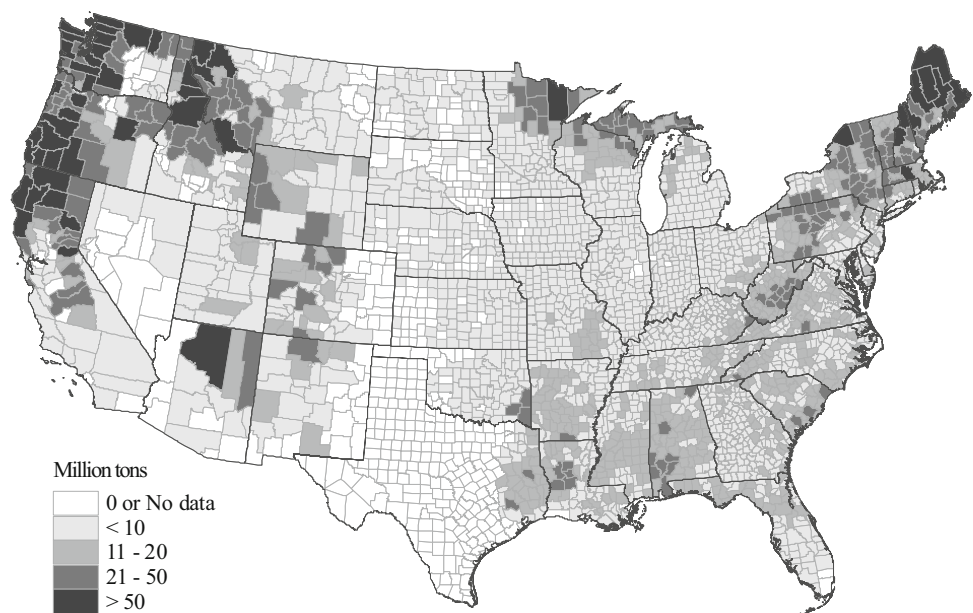 Million tons
0 or No data
< 10
11 - 20
21 - 50
> 50